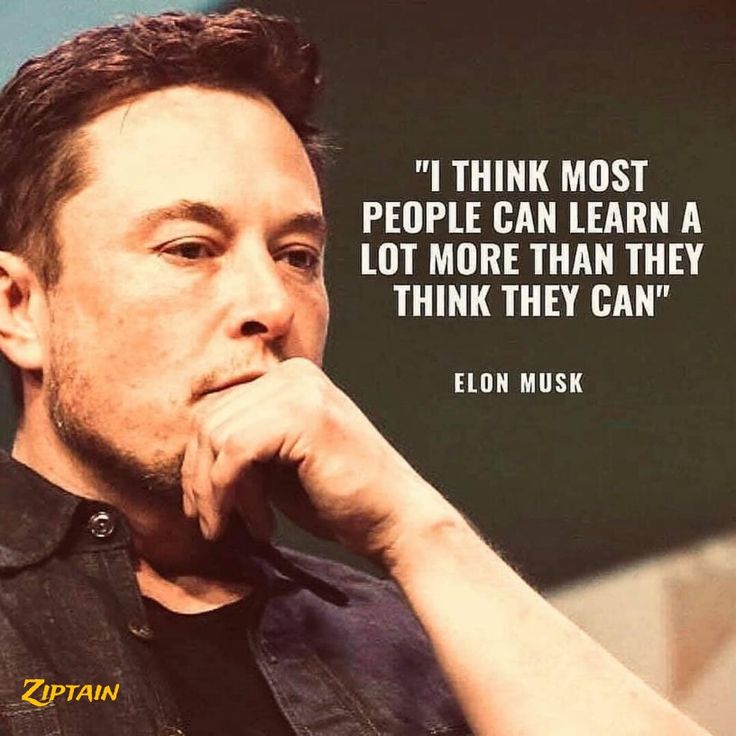 "I THINK MOST
PEOPLE CAN LEARN A
LOT MORE THAN THEY
THINK THEY CAN"
ELON MUSK
ZIPTAIN